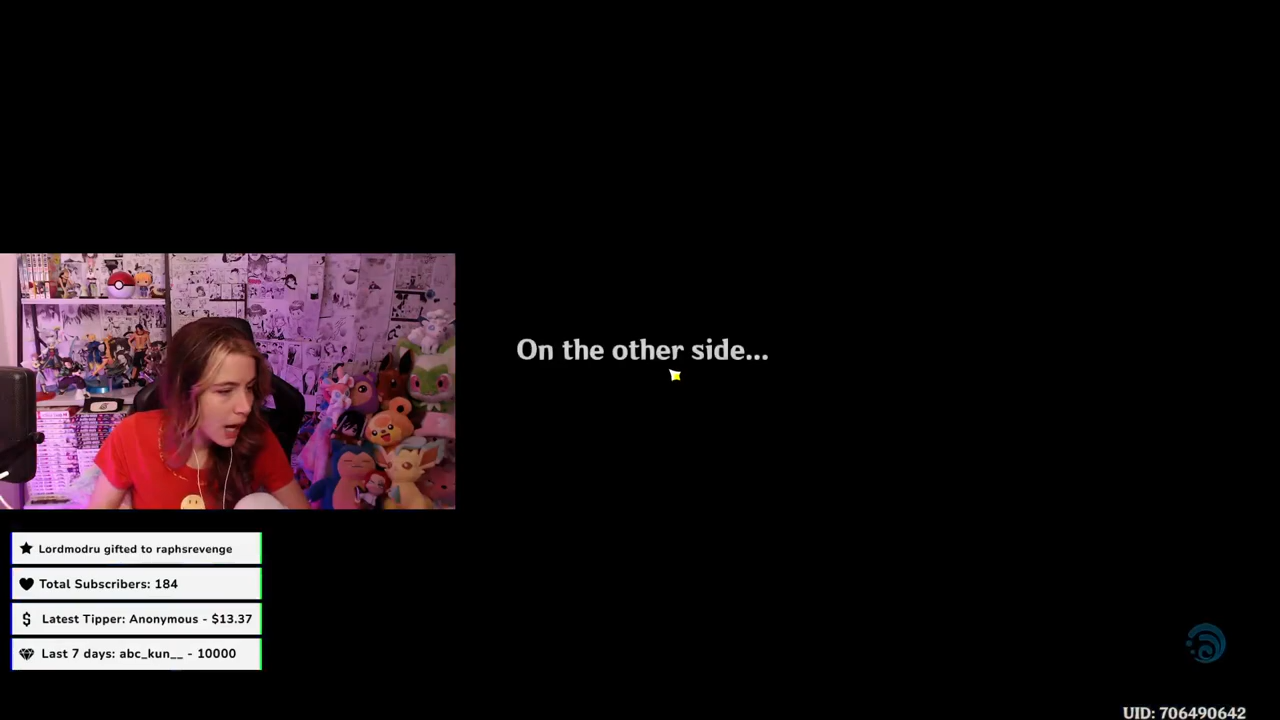 On the other side...
Lordmodru gifted to raphsrevenge
Total Subscribers: 184
$ Latest Tipper: Anonymous - $13.37
Last 7 days: abc_kun__ - 10000
UID: 706490642